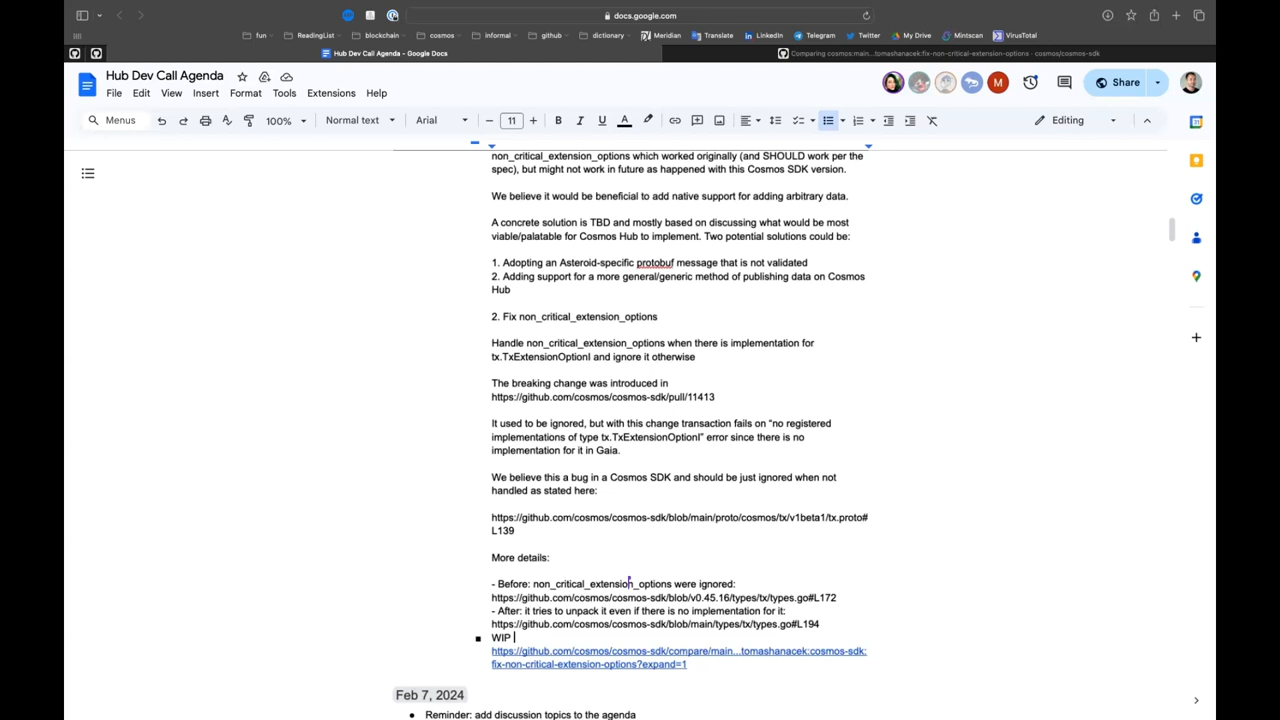 docs.google.com
fun
ReadingList
blockchain
cosmos
informal
github
dictionary
Meridian
Translate
LinkedIn
Telegram
Twitter
My Drive
Mintscan
VirusTotal
Hub Dev Call Agenda - Google Docs
Comparing cosmos:main...tomashanacek:fix-non-critical-extension-options · cosmos/cosmos-sdk
Hub Dev Call Agenda
File Edit View Insert Format Tools Extensions Help
M
Share
Menus
100%
Normal text
Arial
11
B I U A
Editing
non_critical_extension_options which worked originally (and SHOULD work per the
spec), but might not work in future as happened with this Cosmos SDK version.
We believe it would be beneficial to add native support for adding arbitrary data.
A concrete solution is TBD and mostly based on discussing what would be most
viable/palatable for Cosmos Hub to implement. Two potential solutions could be:
1. Adopting an Asteroid-specific protobuf message that is not validated
2. Adding support for a more general/generic method of publishing data on Cosmos
Hub
2. Fix non_critical_extension_options
Handle non_critical_extension_options when there is implementation for
tx.TxExtensionOptionI and ignore it otherwise
The breaking change was introduced in
https://github.com/cosmos/cosmos-sdk/pull/11413
It used to be ignored, but with this change transaction fails on “no registered
implementations of type tx.TxExtensionOptionI” error since there is no
implementation for it in Gaia.
We believe this a bug in a Cosmos SDK and should be just ignored when not
handled as stated here:
https://github.com/cosmos/cosmos-sdk/blob/main/proto/cosmos/tx/v1beta1/tx.proto#
L139
More details:
- Before: non_critical_extension_options were ignored:
https://github.com/cosmos/cosmos-sdk/blob/v0.45.16/types/tx/types.go#L172
- After: it tries to unpack it even if there is no implementation for it:
https://github.com/cosmos/cosmos-sdk/blob/main/types/tx/types.go#L194
WIP
https://github.com/cosmos/cosmos-sdk/compare/main...tomashanacek:cosmos-sdk:
fix-non-critical-extension-options?expand=1
Feb 7, 2024
Reminder: add discussion topics to the agenda